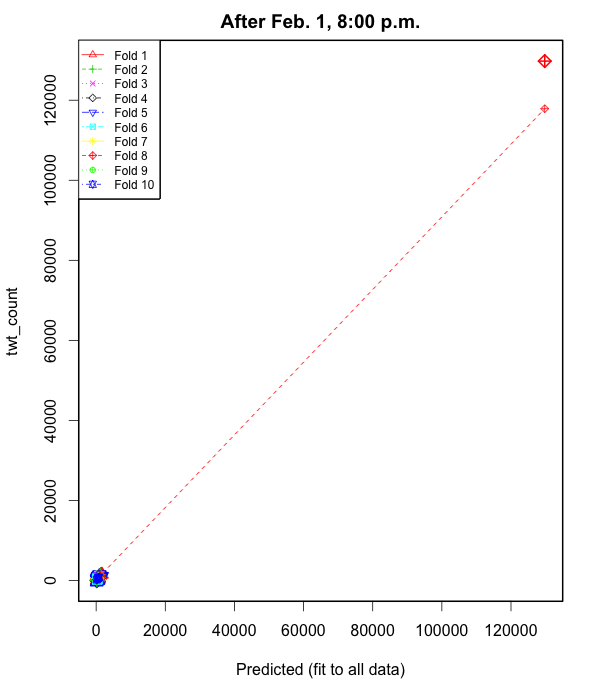 After Feb. 1, 8:00 p.m.
Fold 1
Fold 2
Fold 3
Fold 4
Fold 5
Fold 6
Fold 7
Fold 8
Fold 9
Fold 10
120000
100000
80000
60000
40000
20000
0
twt_count
0 20000 40000 60000 80000 100000 120000
Predicted (fit to all data)